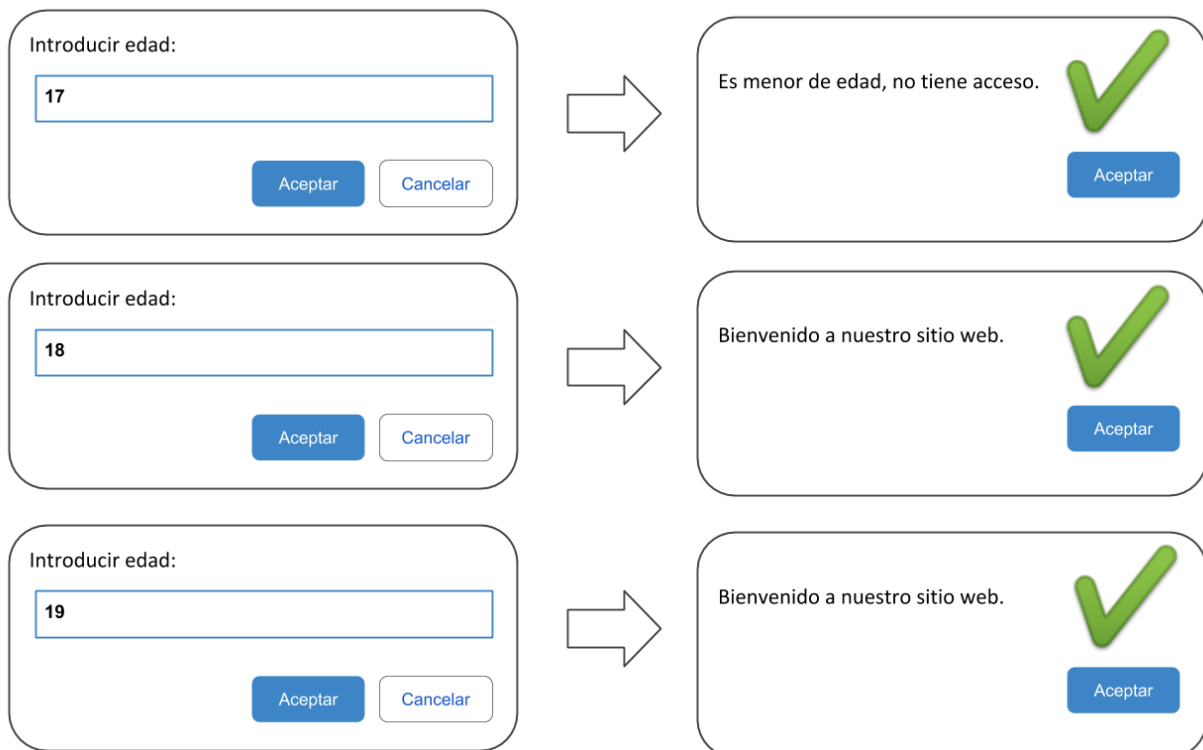 Introducir edad:
Es menor de edad, no tiene acceso.
17
Aceptar
Cancelar
Aceptar
Introducir edad:
Bienvenido a nuestro sitio web.
18
Aceptar
Cancelar
Aceptar
Introducir edad:
Bienvenido a nuestro sitio web.
19
Aceptar
Cancelar
Aceptar